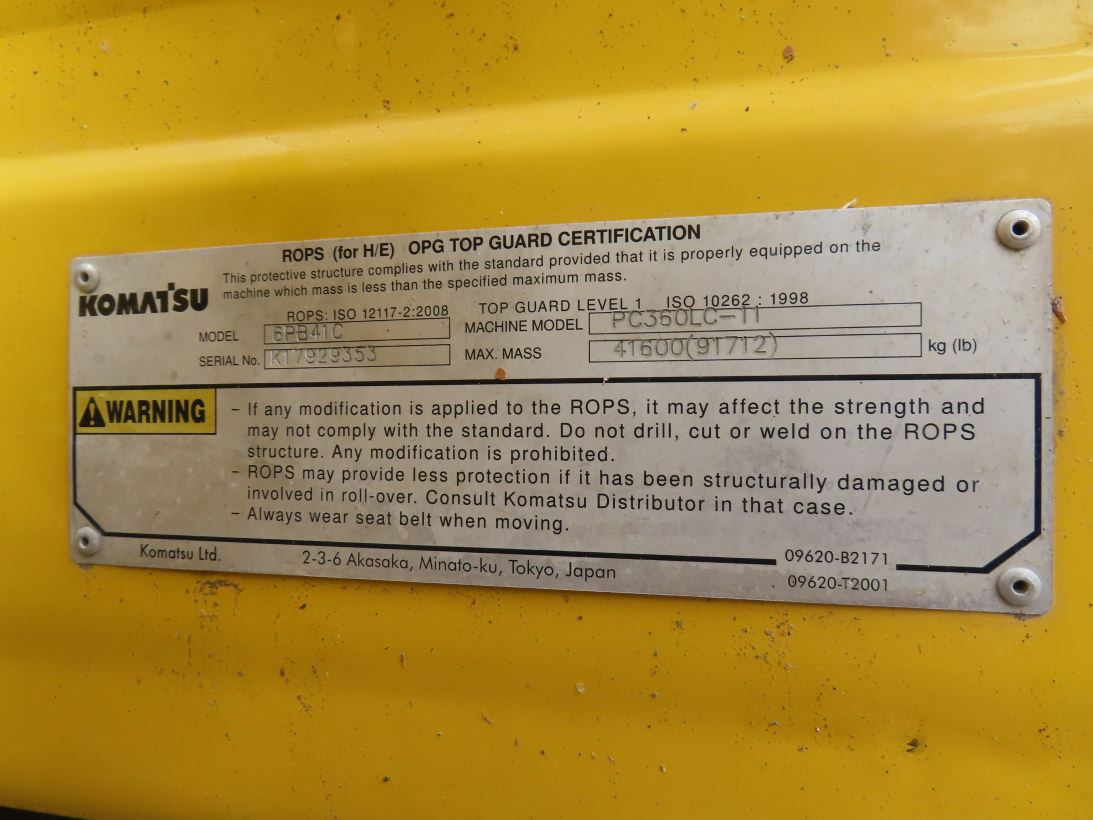 ROPS (for H/E) OPG TOP GUARD CERTIFICATION
This protective structure complies with the standard provided that it is properly equipped on the
machine which mass is less than the specified maximum mass.
KOMATSU
ROPS: ISO 12117-2:2008 TOP GUARD LEVEL 1 ISO 10262 : 1998
MODEL 6PB41C MACHINE MODEL PC360LC-11
SERIAL No. KT7929353 MAX. MASS 41600(91712) kg (lb)
WARNING
- If any modification is applied to the ROPS, it may affect the strength and
may not comply with the standard. Do not drill, cut or weld on the ROPS
structure. Any modification is prohibited.
- ROPS may provide less protection if it has been structurally damaged or
involved in roll-over. Consult Komatsu Distributor in that case.
- Always wear seat belt when moving.
Komatsu Ltd. 2-3-6 Akasaka, Minato-ku, Tokyo, Japan 09620-B2171
09620-T2001